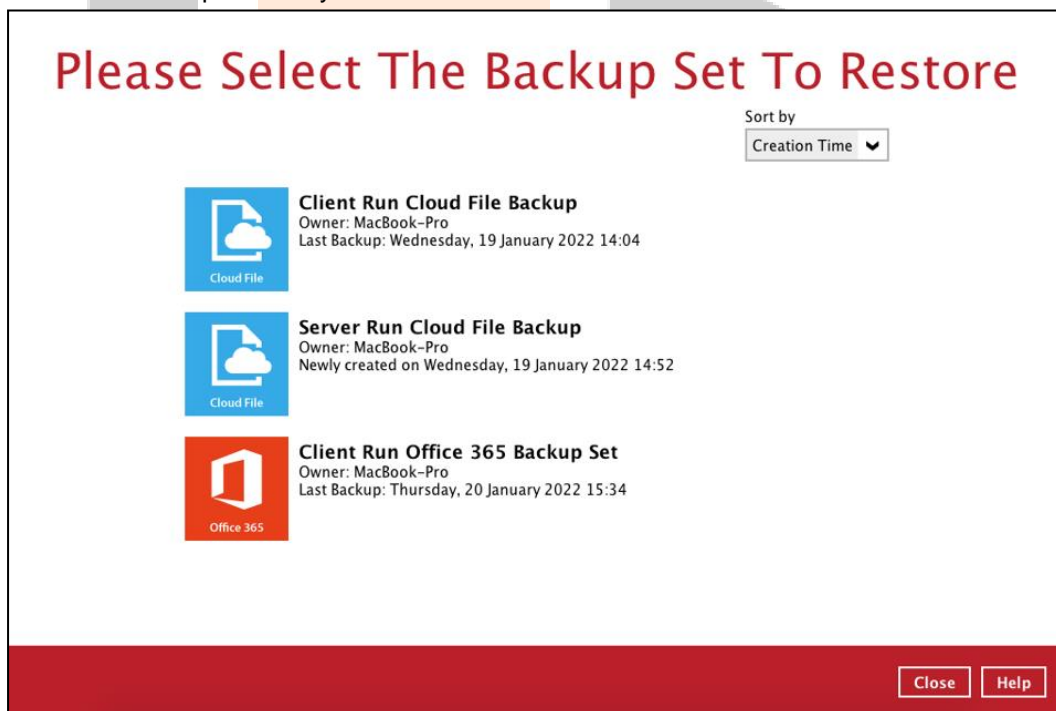 Please Select The Backup Set To Restore
Sort by
Creation Time
Client Run Cloud File Backup
Owner: MacBook-Pro
Last Backup: Wednesday, 19 January 2022 14:04
Cloud File
Server Run Cloud File Backup
Owner: MacBook-Pro
Newly created on Wednesday, 19 January 2022 14:52
Cloud File
Client Run Office 365 Backup Set
Owner: MacBook-Pro
Last Backup: Thursday, 20 January 2022 15:34
Office 365
Close Help